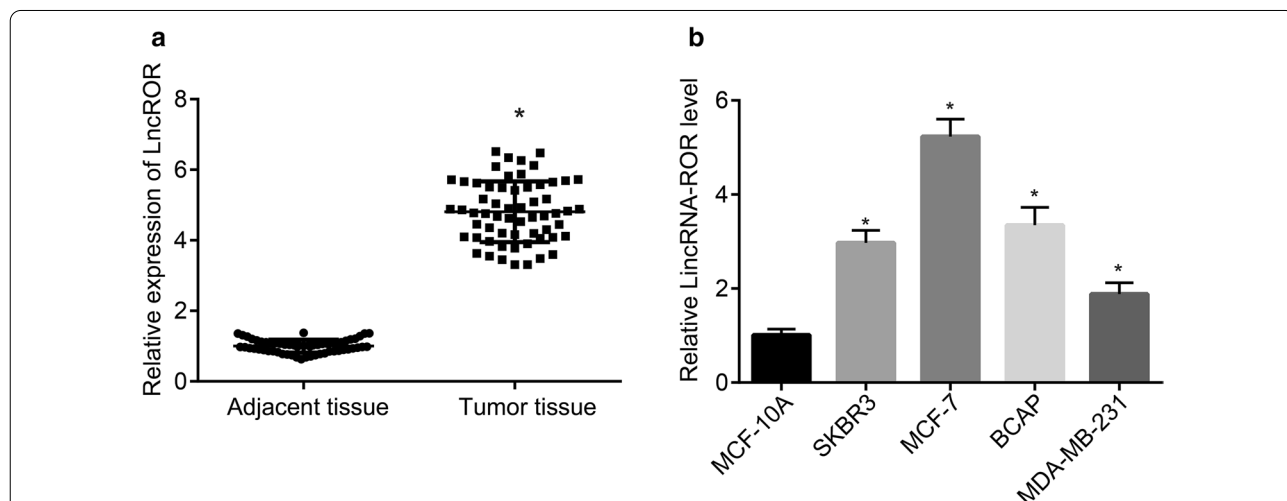 a
Relative expression of LncROR
8
6
4
2
0
*
Adjacent tissue
Tumor tissue
b
Relative LincRNA-ROR level
6
4
2
0
*
*
*
*
MCF-10A
SKBR3
MCF-7
BCAP
MDA-MB-231